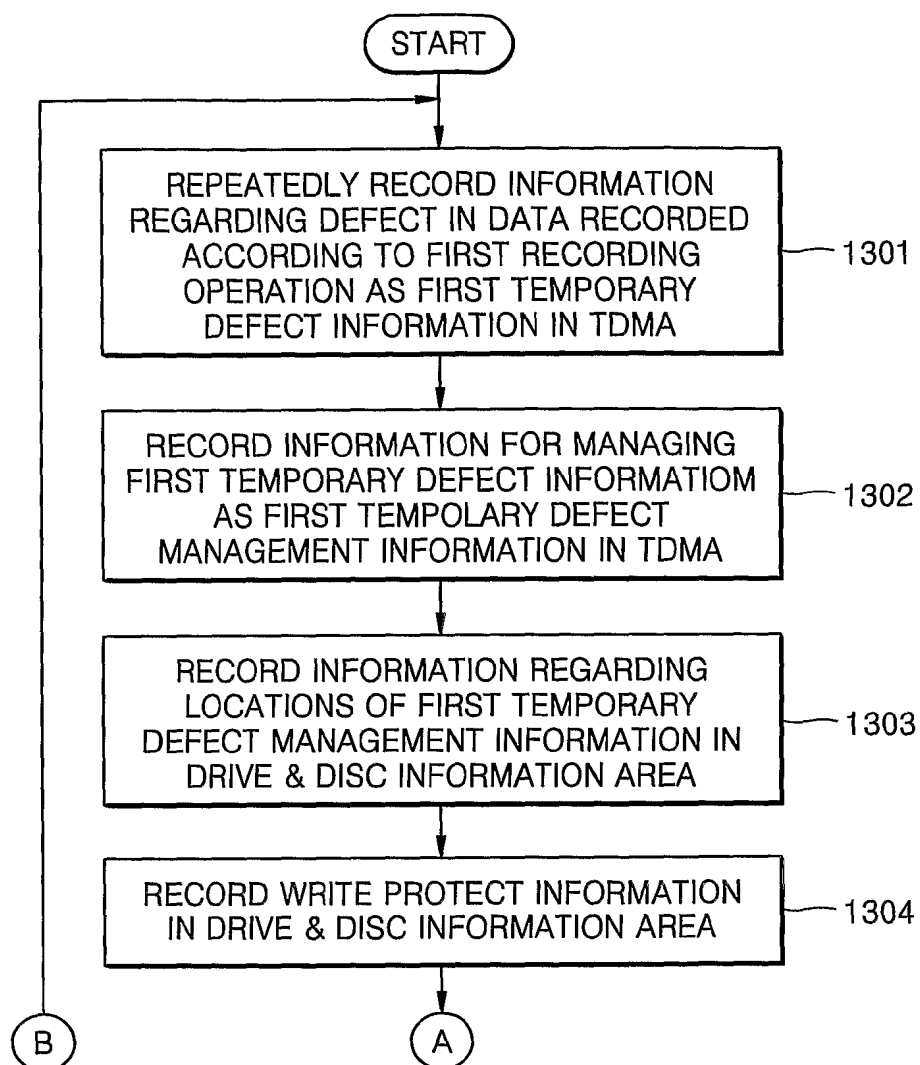 START
REPEATEDLY RECORD INFORMATION
REGARDING DEFECT IN DATA RECORDED
ACCORDING TO FIRST RECORDING
OPERATION AS FIRST TEMPORARY
DEFECT INFORMATION IN TDMA
1301
RECORD INFORMATION FOR MANAGING
FIRST TEMPORARY DEFECT INFORMATIOM
AS FIRST TEMPOLARY DEFECT
MANAGEMENT INFORMATION IN TDMA
1302
RECORD INFORMATION REGARDING
LOCATIONS OF FIRST TEMPORARY
DEFECT MANAGEMENT INFORMATION IN
DRIVE & DISC INFORMATION AREA
1303
RECORD WRITE PROTECT INFORMATION
IN DRIVE & DISC INFORMATION AREA
1304
B
A